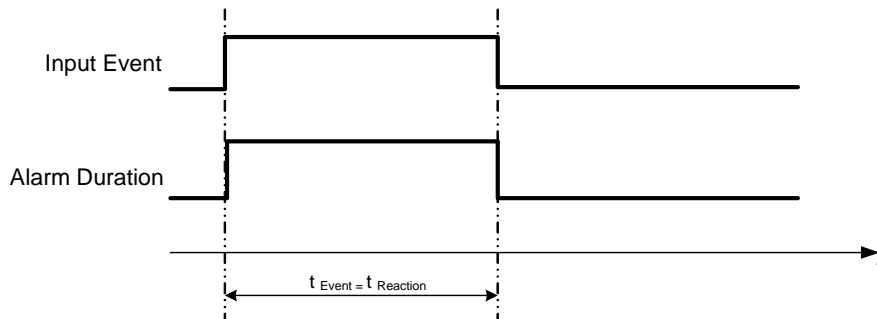 Input Event
Alarm Duration
t Event = t Reaction